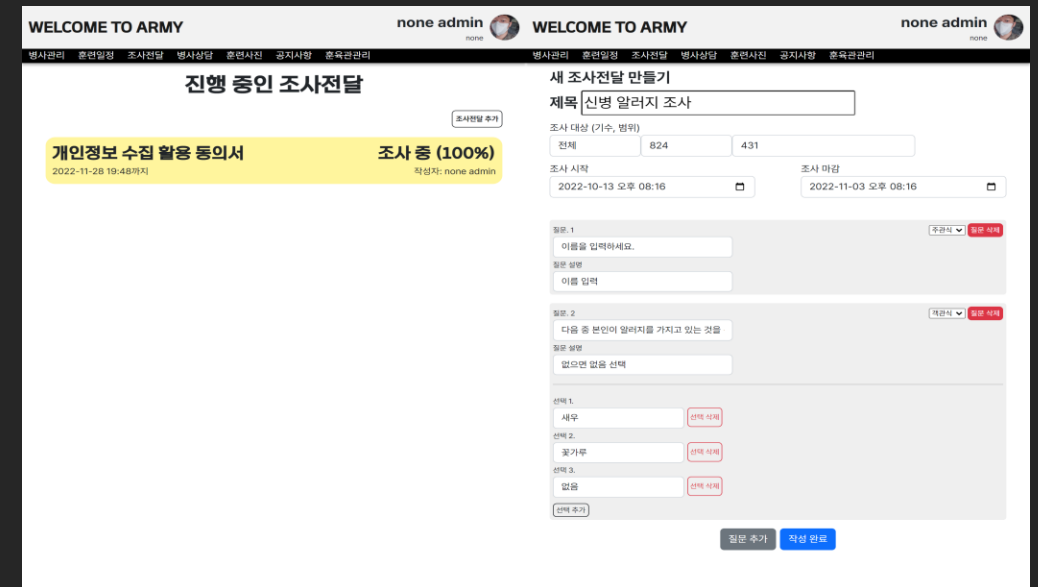 WELCOME TO ARMY
none admin
none
병사관리 훈련일정 조사전달 병사상담 훈련사진 공지사항 훈육관관리
진행 중인 조사전달
조사전달 추가
개인정보 수집 활용 동의서
조사 중 (100%)
2022-11-28 19:48까지
작성자: none admin
WELCOME TO ARMY
none admin
none
병사관리 훈련일정 조사전달 병사상담 훈련사진 공지사항 훈육관관리
새 조사전달 만들기
제목 신병 알러지 조사
조사 대상 (기수, 범위)
전체 824 431
조사 시작 조사 마감
2022-10-13 오후 08:16 2022-11-03 오후 08:16
질문. 1 주관식 질문 삭제
이름을 입력하세요.
질문 설명
이름 입력
질문. 2 객관식 질문 삭제
다음 중 본인이 알러지를 가지고 있는 것을
질문 설명
없으면 없음 선택
선택 1.
새우 선택 삭제
선택 2.
꽃가루 선택 삭제
선택 3.
없음 선택 삭제
선택 추가
질문 추가 작성 완료